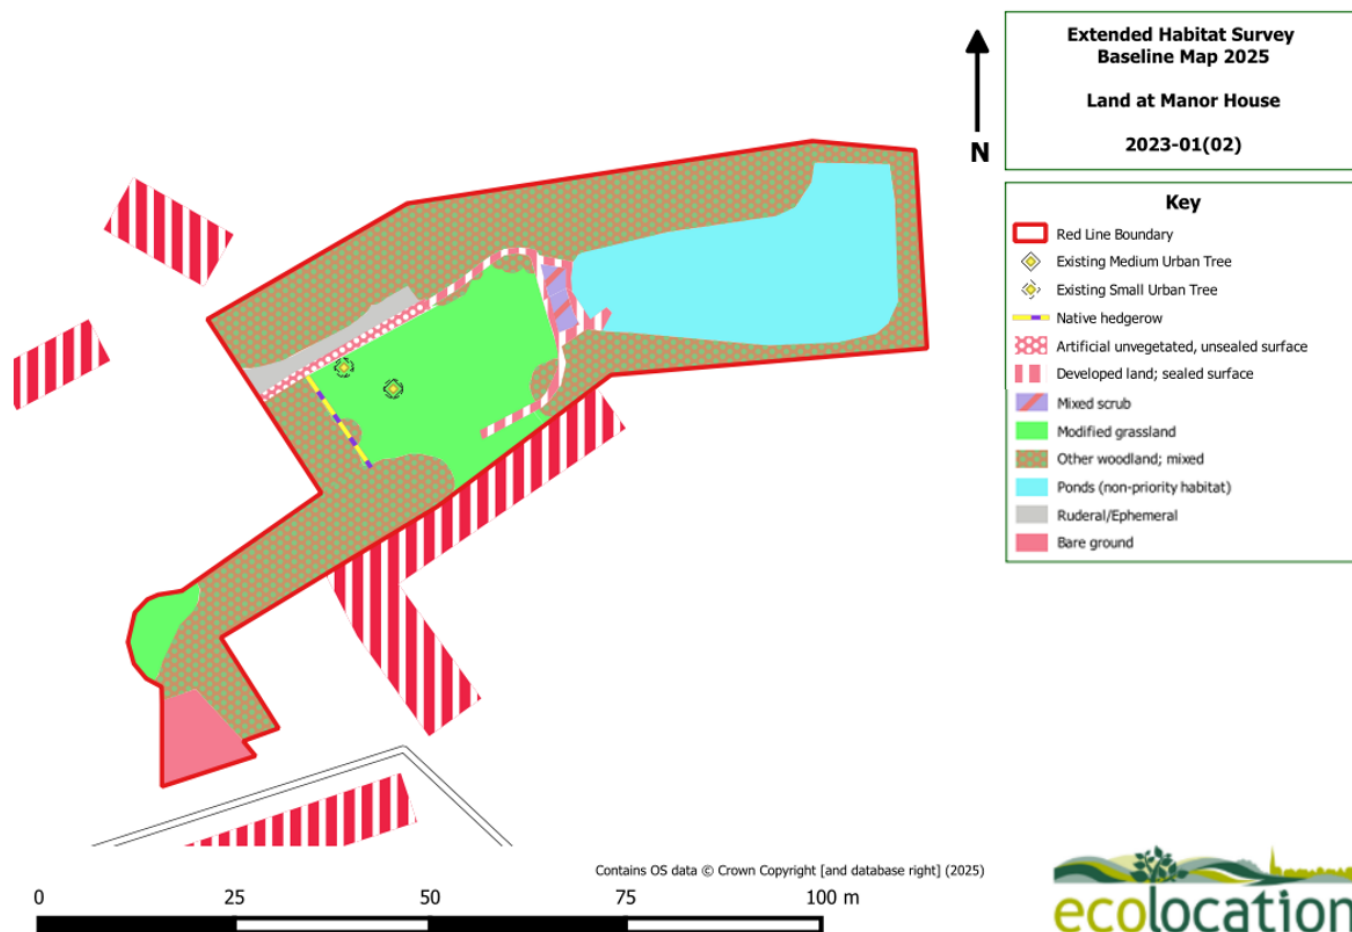 Extended Habitat Survey
Baseline Map 2025
Land at Manor House
2023-01(02)
N
Key
Red Line Boundary
Existing Medium Urban Tree
Existing Small Urban Tree
Native hedgerow
Artificial unvegetated, unsealed surface
Developed land; sealed surface
Mixed scrub
Modified grassland
Other woodland; mixed
Ponds (non-priority habitat)
Ruderal/Ephemeral
Bare ground
Contains OS data © Crown Copyright [and database right] (2025)
0 25 50 75 100 m
ecolocation